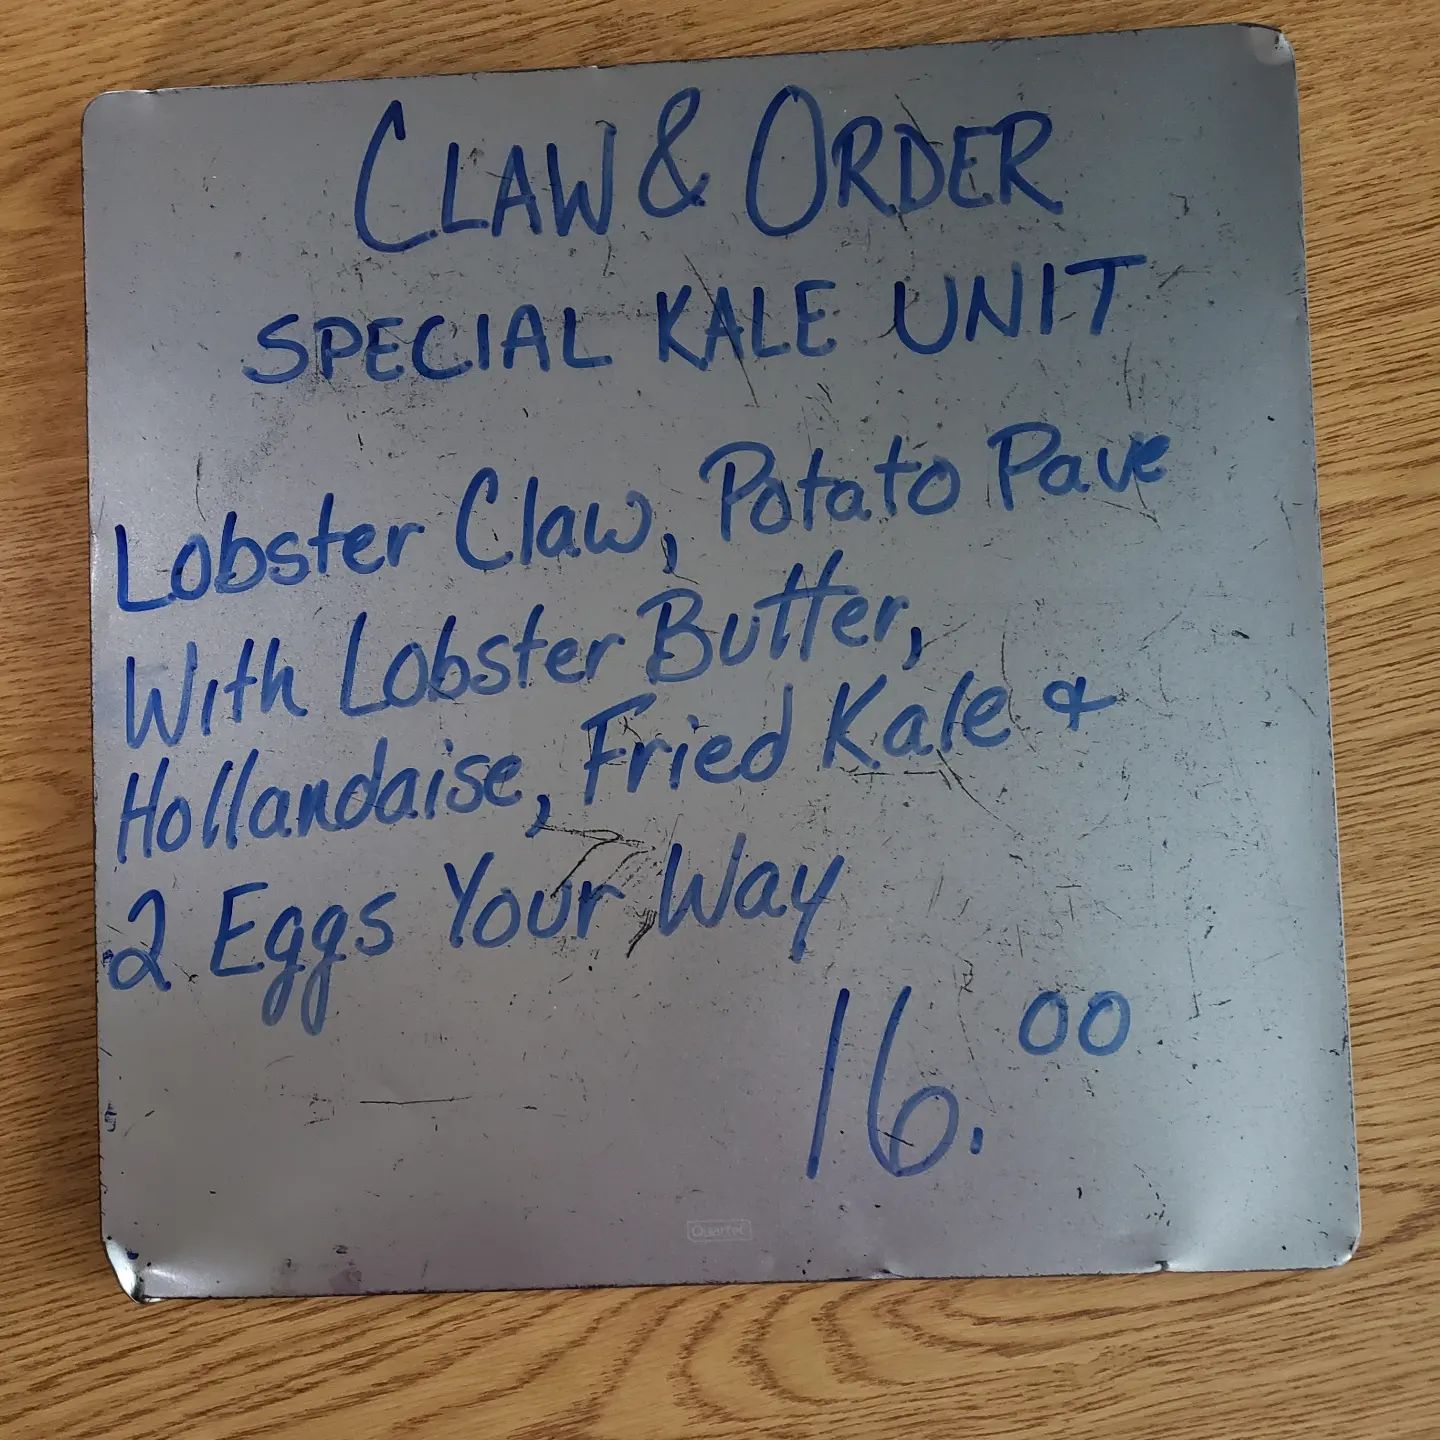 CLAW & ORDER
SPECIAL KALE UNIT
Lobster Claw, Potato Pave
With Lobster Butter,
Hollandaise, Fried Kale &
2 Eggs Your Way
16.00
Quartet